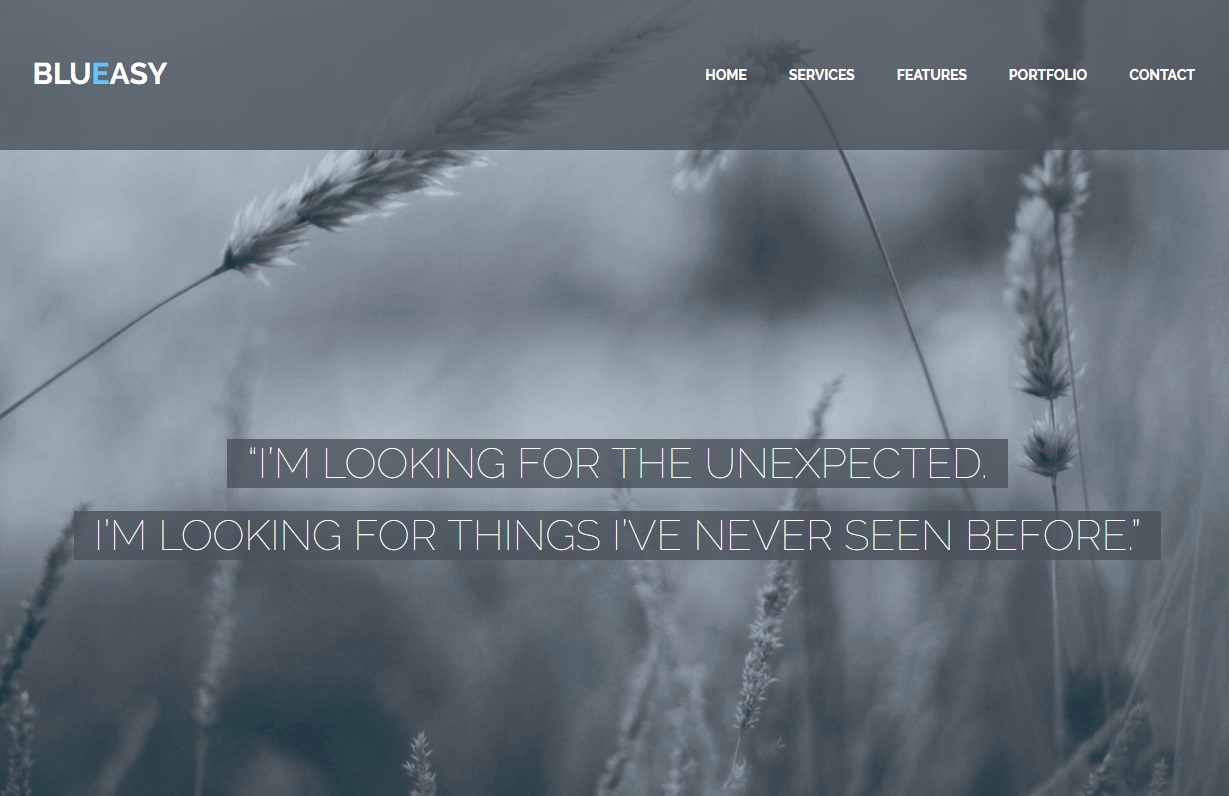 BLUEASY
HOME SERVICES FEATURES PORTFOLIO CONTACT
“I’M LOOKING FOR THE UNEXPECTED.
I’M LOOKING FOR THINGS I’VE NEVER SEEN BEFORE.”